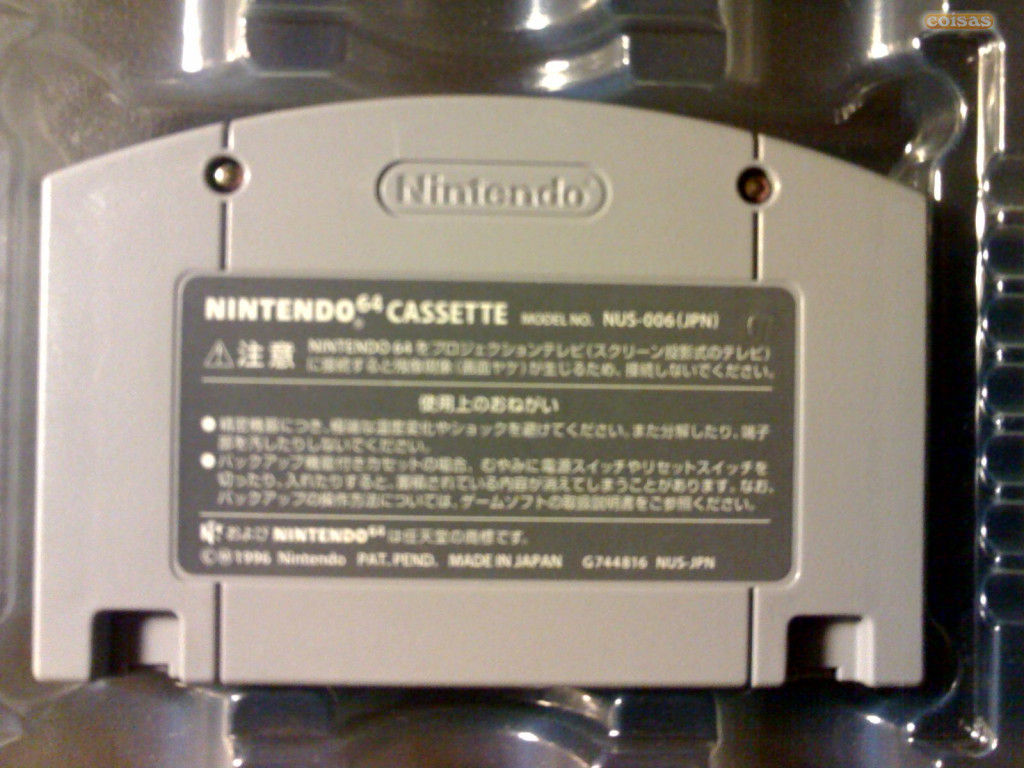 coisas
Nintendo®
NINTENDO64® CASSETTE MODEL NO. NUS-006(JPN)
⚠注意 NINTENDO 64 をプロジェクションテレビ(スクリーン投影式のテレビ)
に接続すると残像現象(画面ヤケ)が生じるため、接続しないでください。
使用上のおねがい
●精密機器につき、極端な温度変化やショックを避けてください。また分解したり、端子
部を汚したりしないでください。
●バックアップ機能付きカセットの場合、むやみに電源スイッチやリセットスイッチを
切ったり、入れたりすると、蓄積されている内容が消えてしまうことがあります。なお、
バックアップの操作方法については、ゲームソフトの取扱説明書をご参照ください。
および NINTENDO64 は任天堂の商標です。
©Ⓟ1996 Nintendo PAT. PEND. MADE IN JAPAN G744816 NUS-JPN